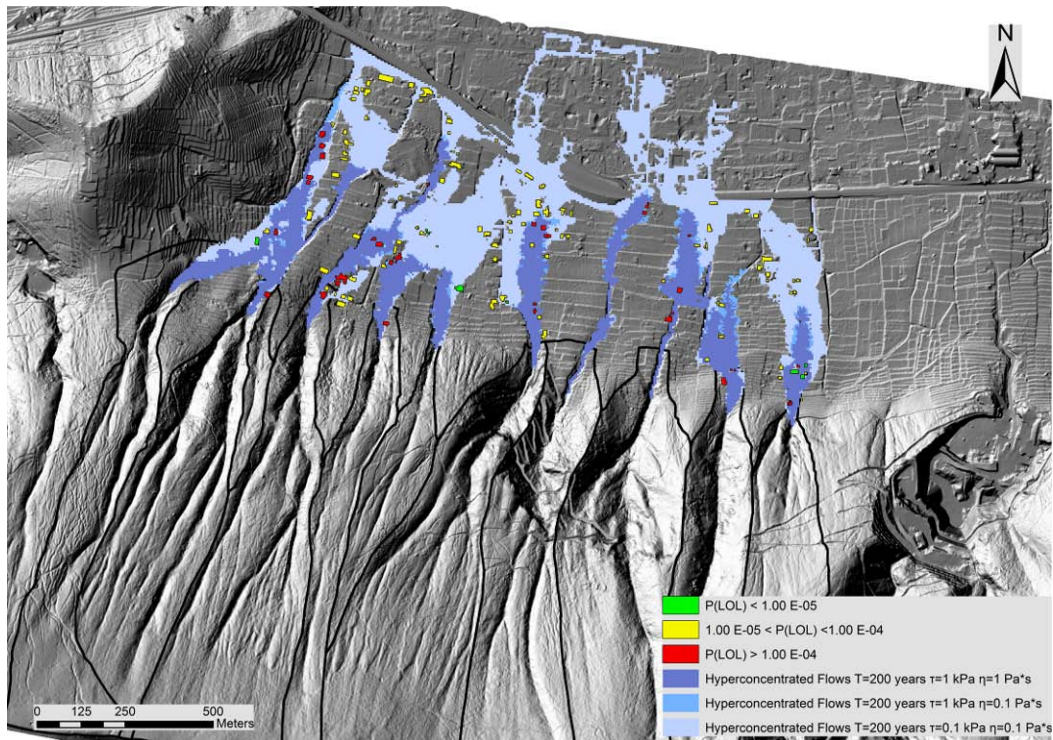 N
P(LOL) < 1.00 E-05
1.00 E-05 < P(LOL) <1.00 E-04
P(LOL) > 1.00 E-04
Hyperconcentrated Flows T=200 years τ=1 kPa η=1 Pa*s
Hyperconcentrated Flows T=200 years τ=1 kPa η=0.1 Pa*s
Hyperconcentrated Flows T=200 years τ=0.1 kPa η=0.1 Pa*s
0 125 250 500
Meters